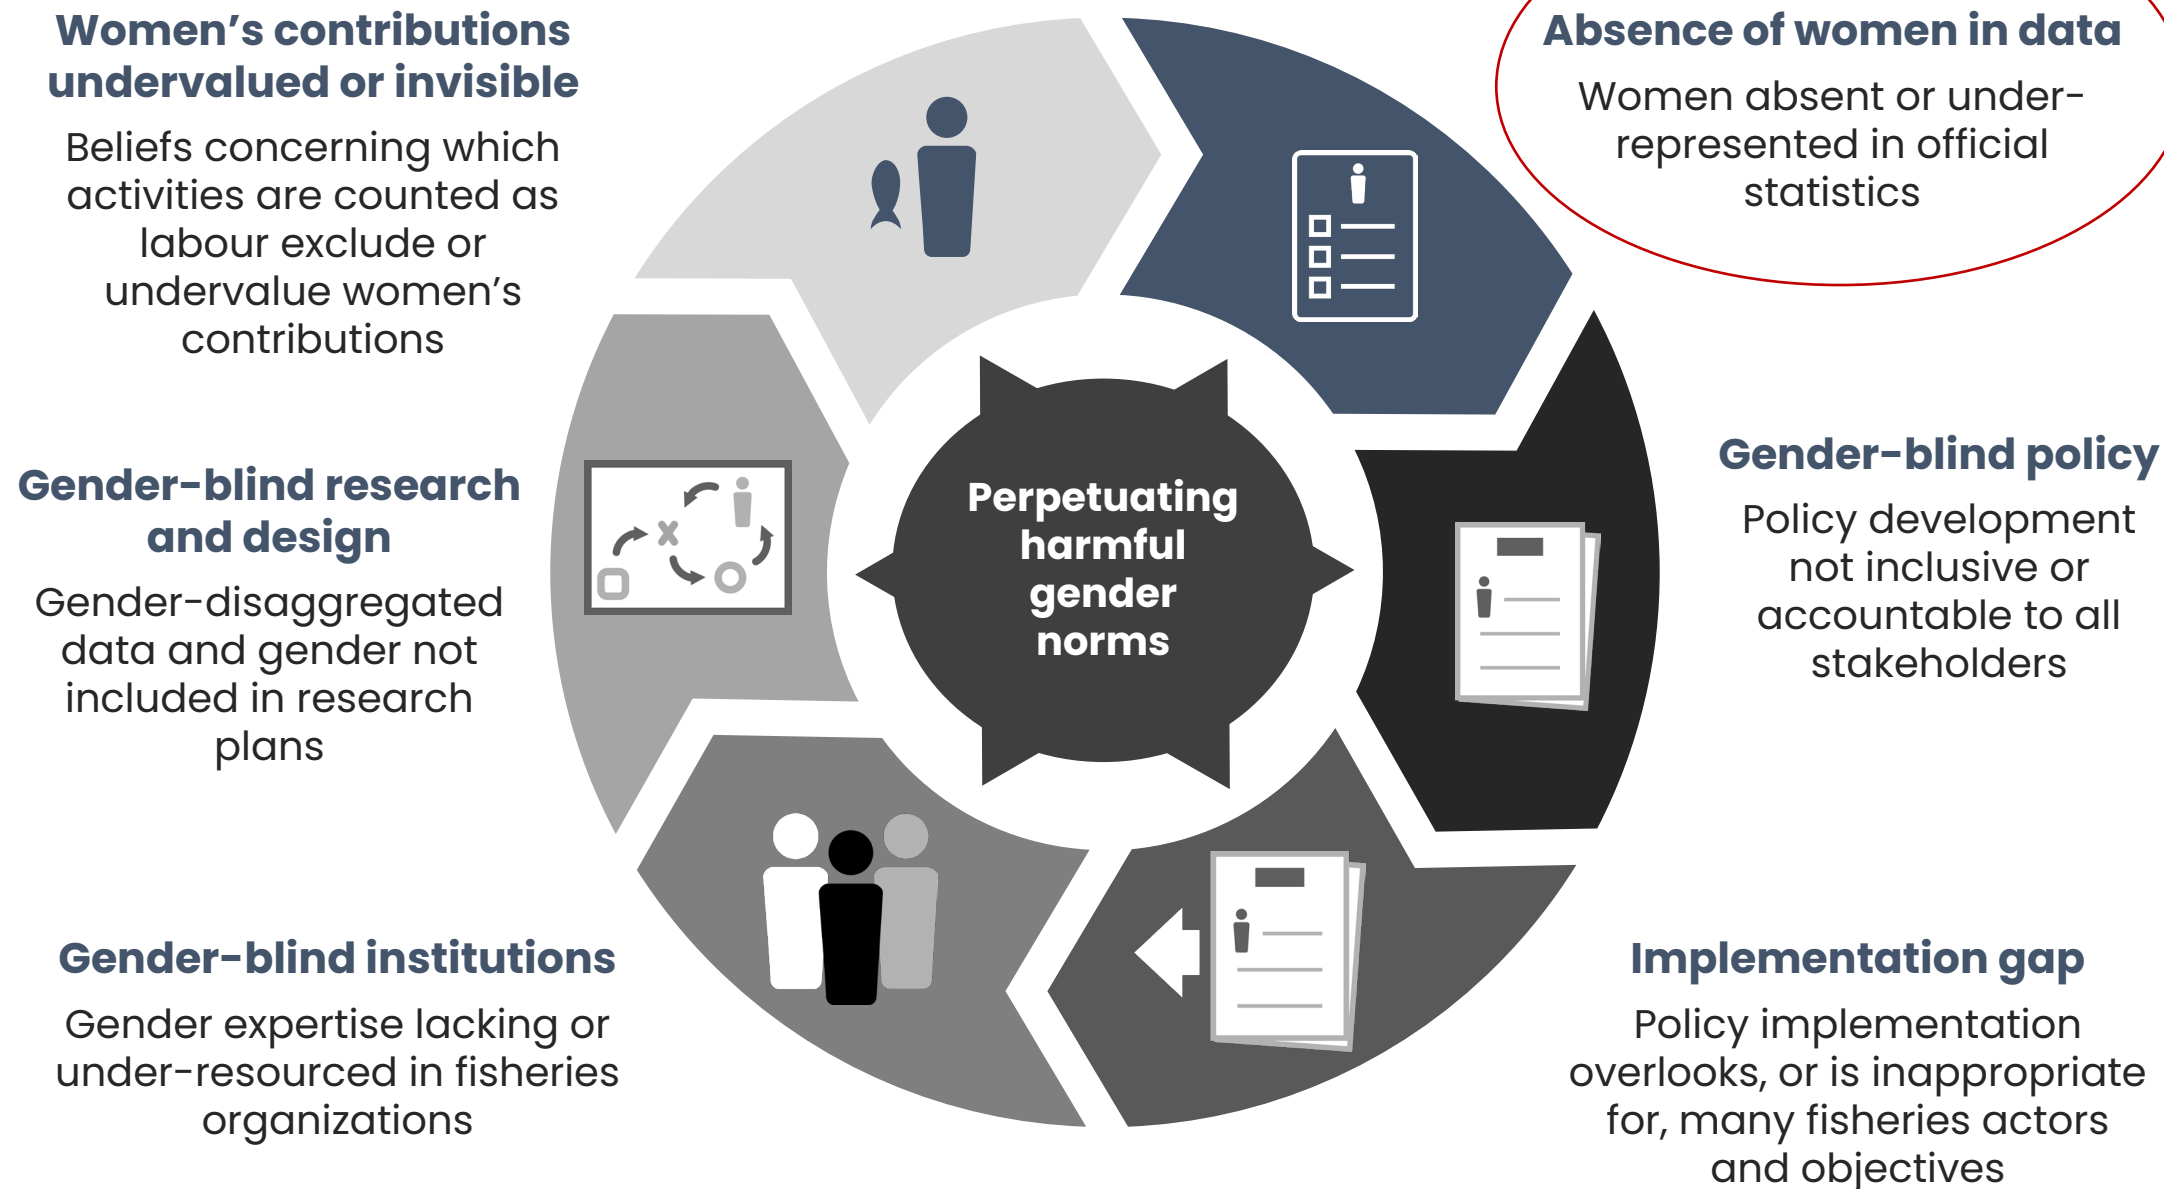 Women's contributions
undervalued or invisible
Beliefs concerning which
activities are counted as
labour exclude or
undervalue women's
contributions
Absence of women in data
Women absent or under-
represented in official
statistics
Gender-blind research
and design
Gender-disaggregated
data and gender not
included in research
plans
Perpetuating
harmful
gender
norms
Gender-blind policy
Policy development
not inclusive or
accountable to all
stakeholders
Gender-blind institutions
Gender expertise lacking or
under-resourced in fisheries
organizations
Implementation gap
Policy implementation
overlooks, or is inappropriate
for, many fisheries actors
and objectives